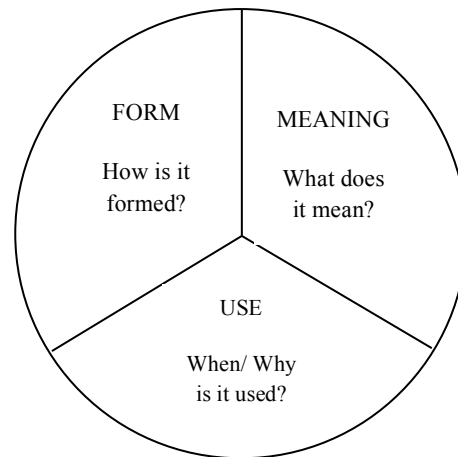 FORM
How is it
formed?
MEANING
What does
it mean?
USE
When/ Why
is it used?